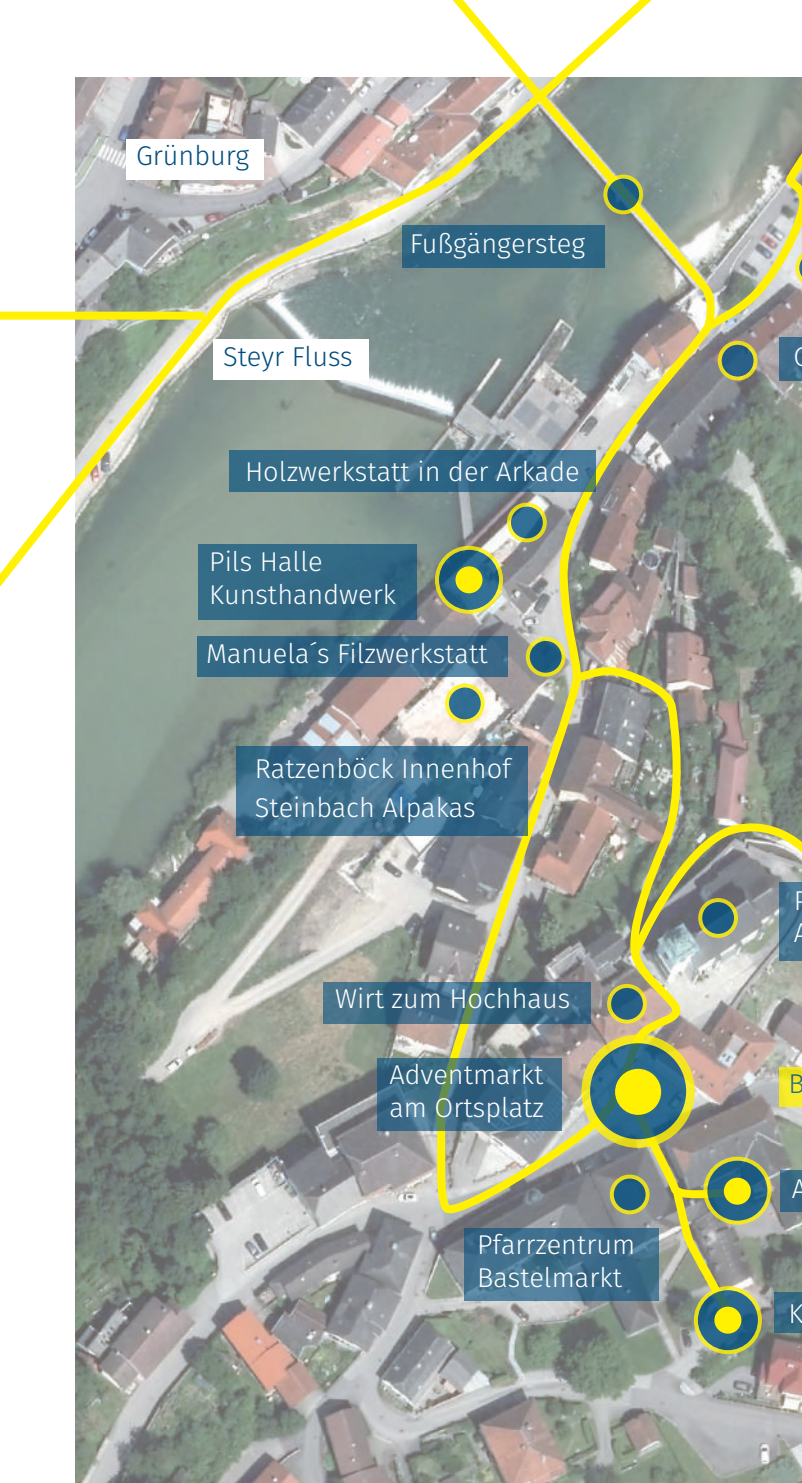 Grünburg
Fußgängersteg
Steyr Fluss
Holzwerkstatt in der Arkade
Pils Halle
Kunsthandwerk
Manuela´s Filzwerkstatt
Ratzenböck Innenhof
Steinbach Alpakas
Wirt zum Hochhaus
Adventmarkt
am Ortsplatz
Pfarrzentrum
Bastelmarkt